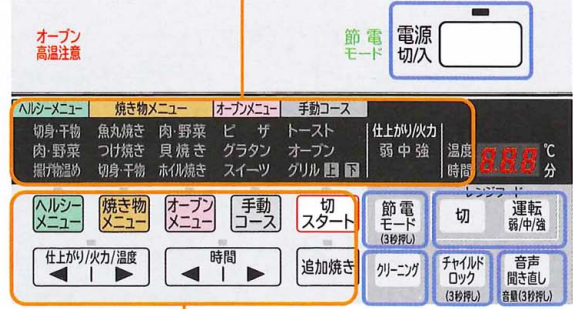 オーブン
高温注意
節電
モード
電源
切/入
ヘルシーメニュー 焼き物メニュー オーブンメニュー 手動コース
切身・干物 魚丸焼き 肉・野菜 ピザ トースト 仕上がり/火力
肉・野菜 つけ焼き 貝焼き グラタン オーブン 弱 中 強 温度 888 ℃
揚げ物温め 切身・干物 ホイル焼き スイーツ グリル 上 下 時間 分
レンジフード
ヘルシー
メニュー
焼き物
メニュー
オーブン
メニュー
手動
コース
切
スタート
節電
モード
(3秒押し)
切
運転
弱/中/強
仕上がり/火力/温度
◀ ▶
時間
◀ ▶
追加焼き
クリーニング
チャイルド
ロック
(3秒押し)
音声
聞き直し
音量(3秒押し)